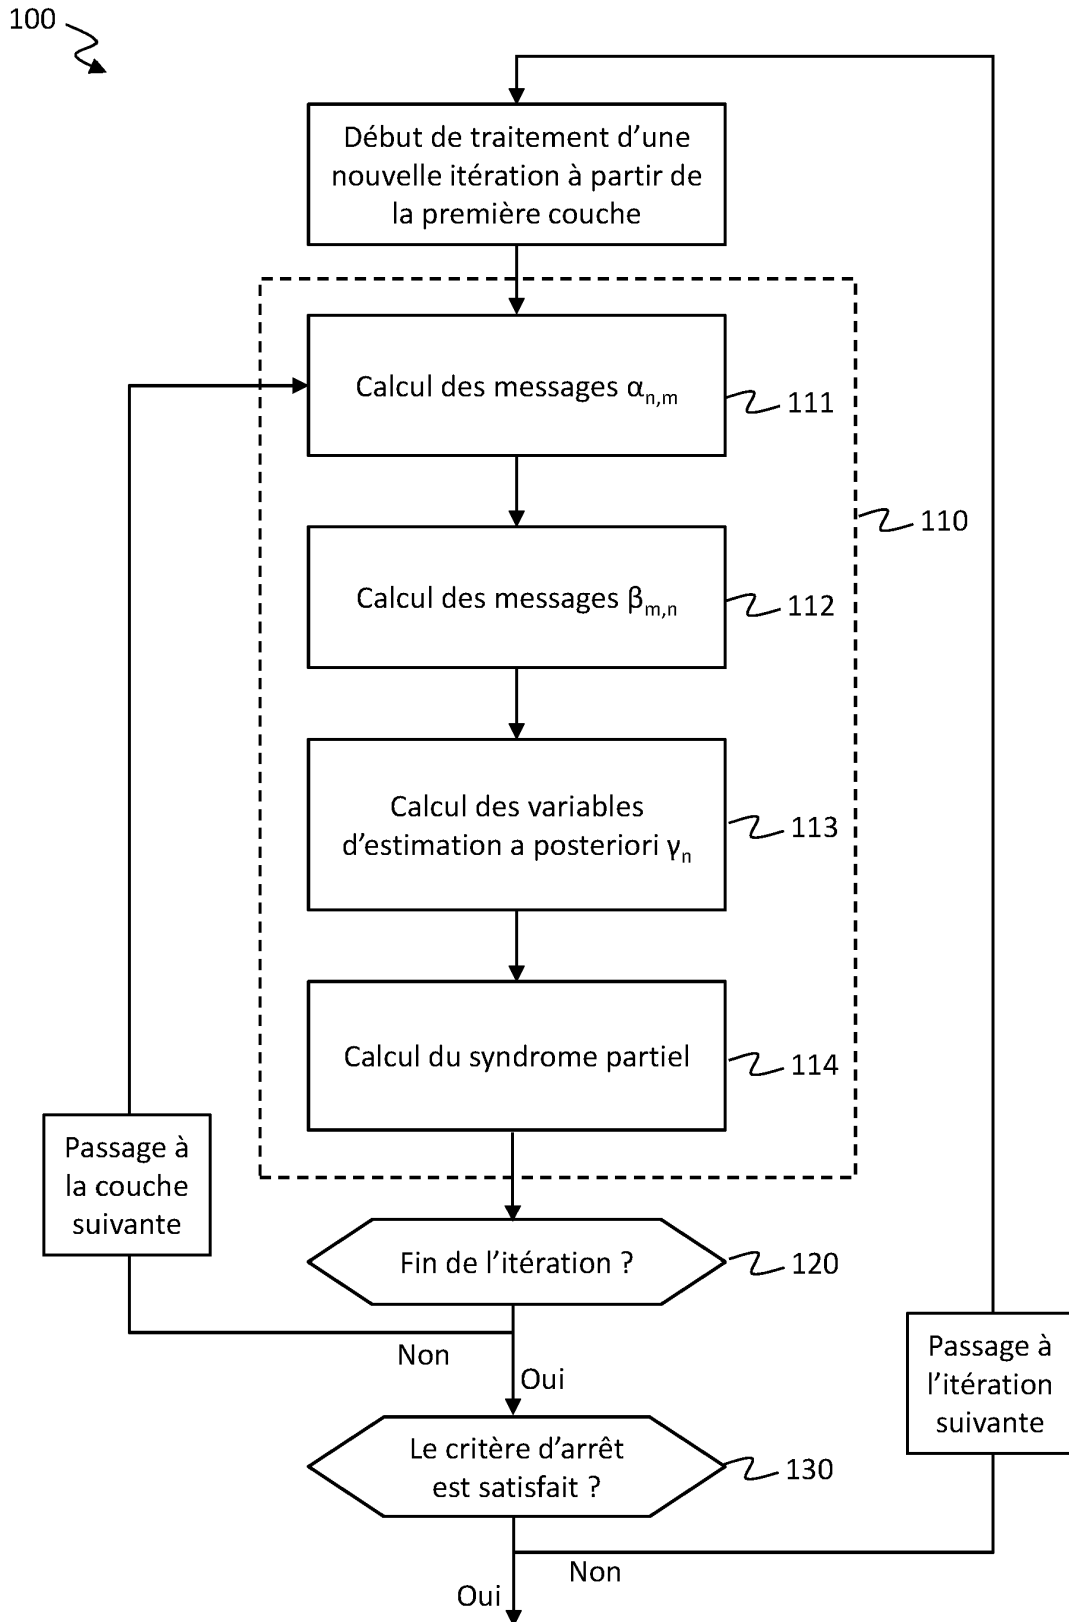 100
Début de traitement d’une
nouvelle itération à partir de
la première couche
Calcul des messages αn,m
111
110
Calcul des messages βm,n
112
Calcul des variables
d’estimation a posteriori γn
113
Calcul du syndrome partiel
114
Passage à
la couche
suivante
Fin de l’itération ?
120
Non
Oui
Passage à
l’itération
suivante
Le critère d’arrêt
est satisfait ?
130
Non
Oui